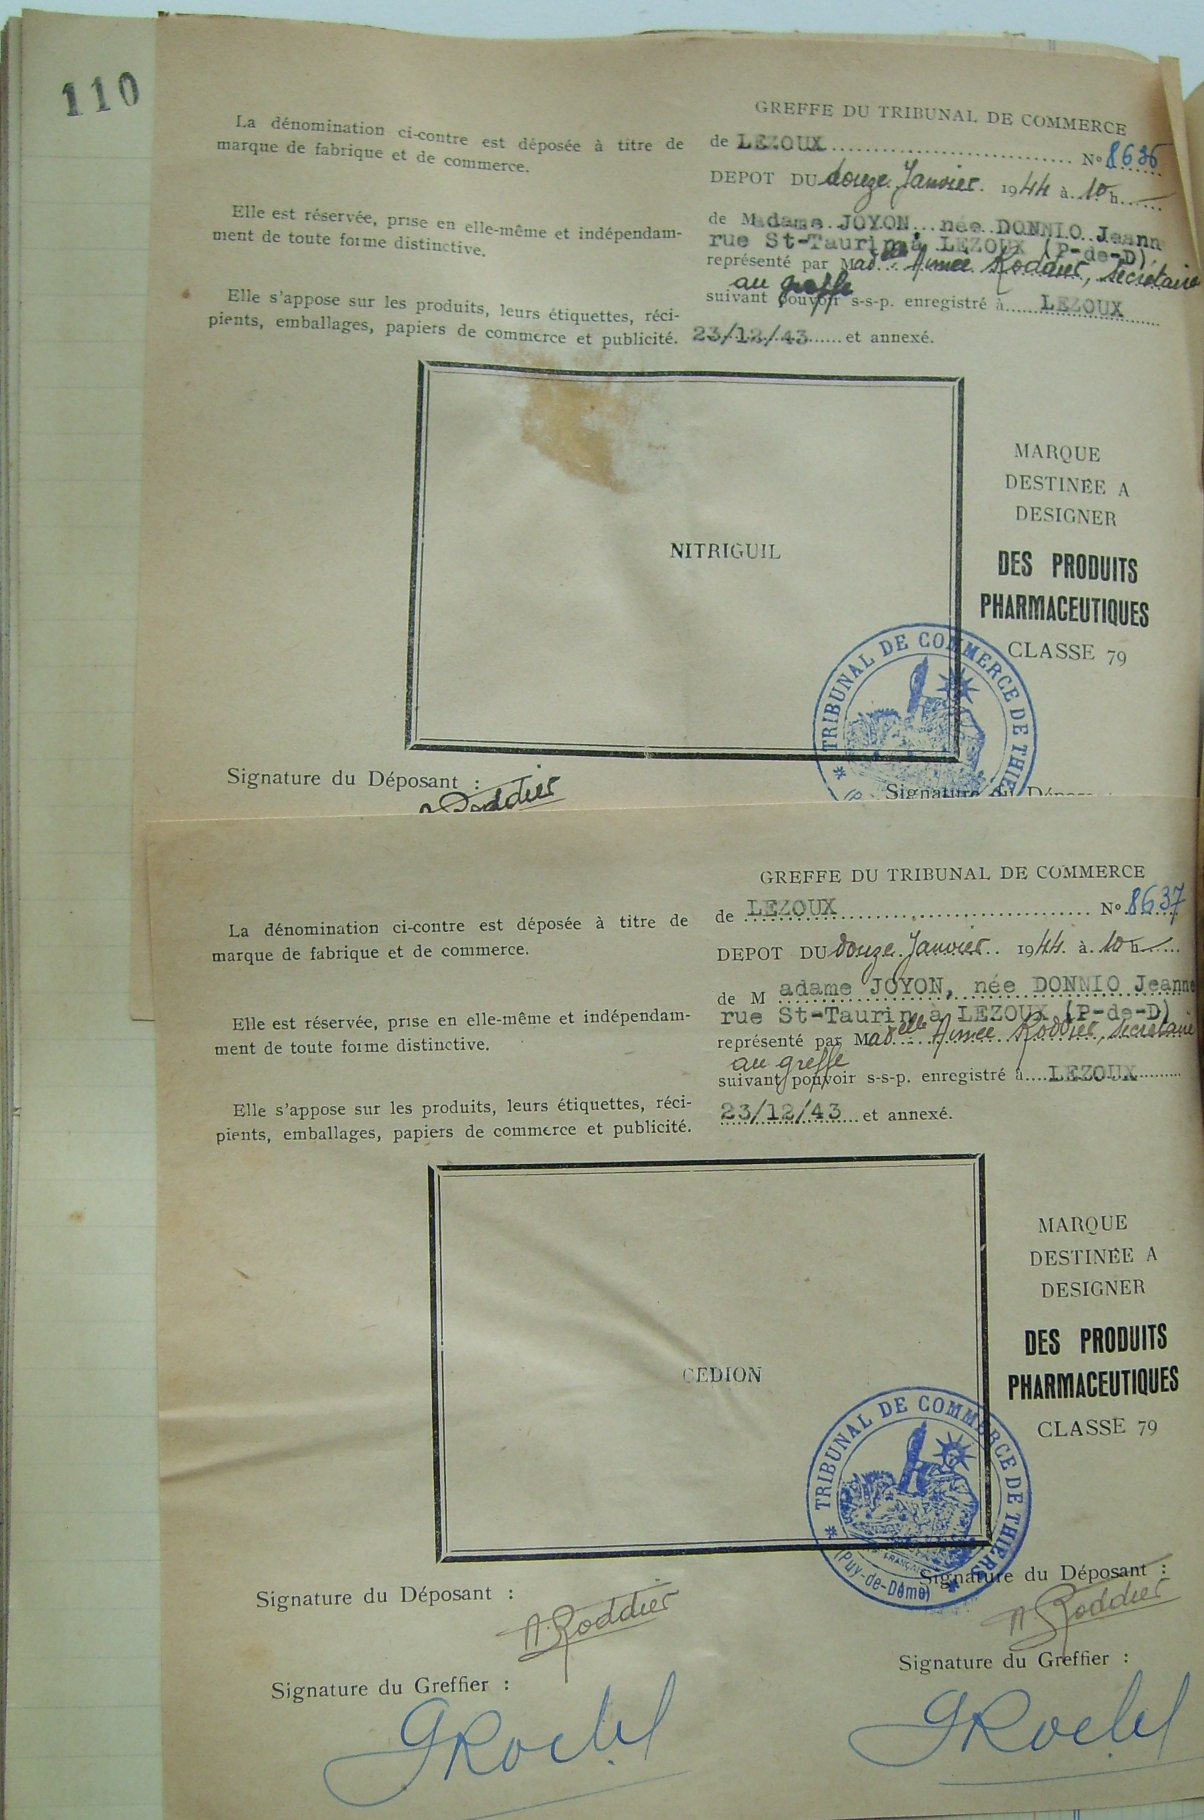 110
GREFFE DU TRIBUNAL DE COMMERCE
de LEZOUX N° 8636
DEPOT DU douze Janvier 1944 à 10 h
de Madame JOYON, née DONNIO Jeann
rue St-Taurin à LEZOUX (P-de-D)
représenté par Madelle Aimée Roddier, Secrétaire
au greffe
suivant pouvoir s-s-p. enregistré à LEZOUX
23/12/43 et annexé.
La dénomination ci-contre est déposée à titre de
marque de fabrique et de commerce.
Elle est réservée, prise en elle-même et indépendam-
ment de toute forme distinctive.
Elle s'appose sur les produits, leurs étiquettes, réci-
pients, emballages, papiers de commerce et publicité.
NITRIGUIL
MARQUE
DESTINÉE A
DESIGNER
DES PRODUITS
PHARMACEUTIQUES
CLASSE 79
TRIBUNAL DE COMMERCE DE THIE
Signature du Déposant :
A Roddier
Signature du Dépos
GREFFE DU TRIBUNAL DE COMMERCE
de LEZOUX N° 8637
DEPOT DU douze Janvier 1944 à 10 h
de M adame JOYON, née DONNIO Jeanne
rue St-Taurin à LEZOUX (P-de-D)
représenté par Madelle Aimée Roddier, Secrétaire
au greffe
suivant pouvoir s-s-p. enregistré à LEZOUX
23/12/43 et annexé.
La dénomination ci-contre est déposée à titre de
marque de fabrique et de commerce.
Elle est réservée, prise en elle-même et indépendam-
ment de toute forme distinctive.
Elle s'appose sur les produits, leurs étiquettes, réci-
pients, emballages, papiers de commerce et publicité.
CEDION
MARQUE
DESTINÉE A
DESIGNER
DES PRODUITS
PHARMACEUTIQUES
CLASSE 79
TRIBUNAL DE COMMERCE DE THIERS
(Puy-de-Dôme)
Signature du Déposant :
A. Roddier
Signature du Déposant :
A Roddier
Signature du Greffier :
Signature du Greffier :